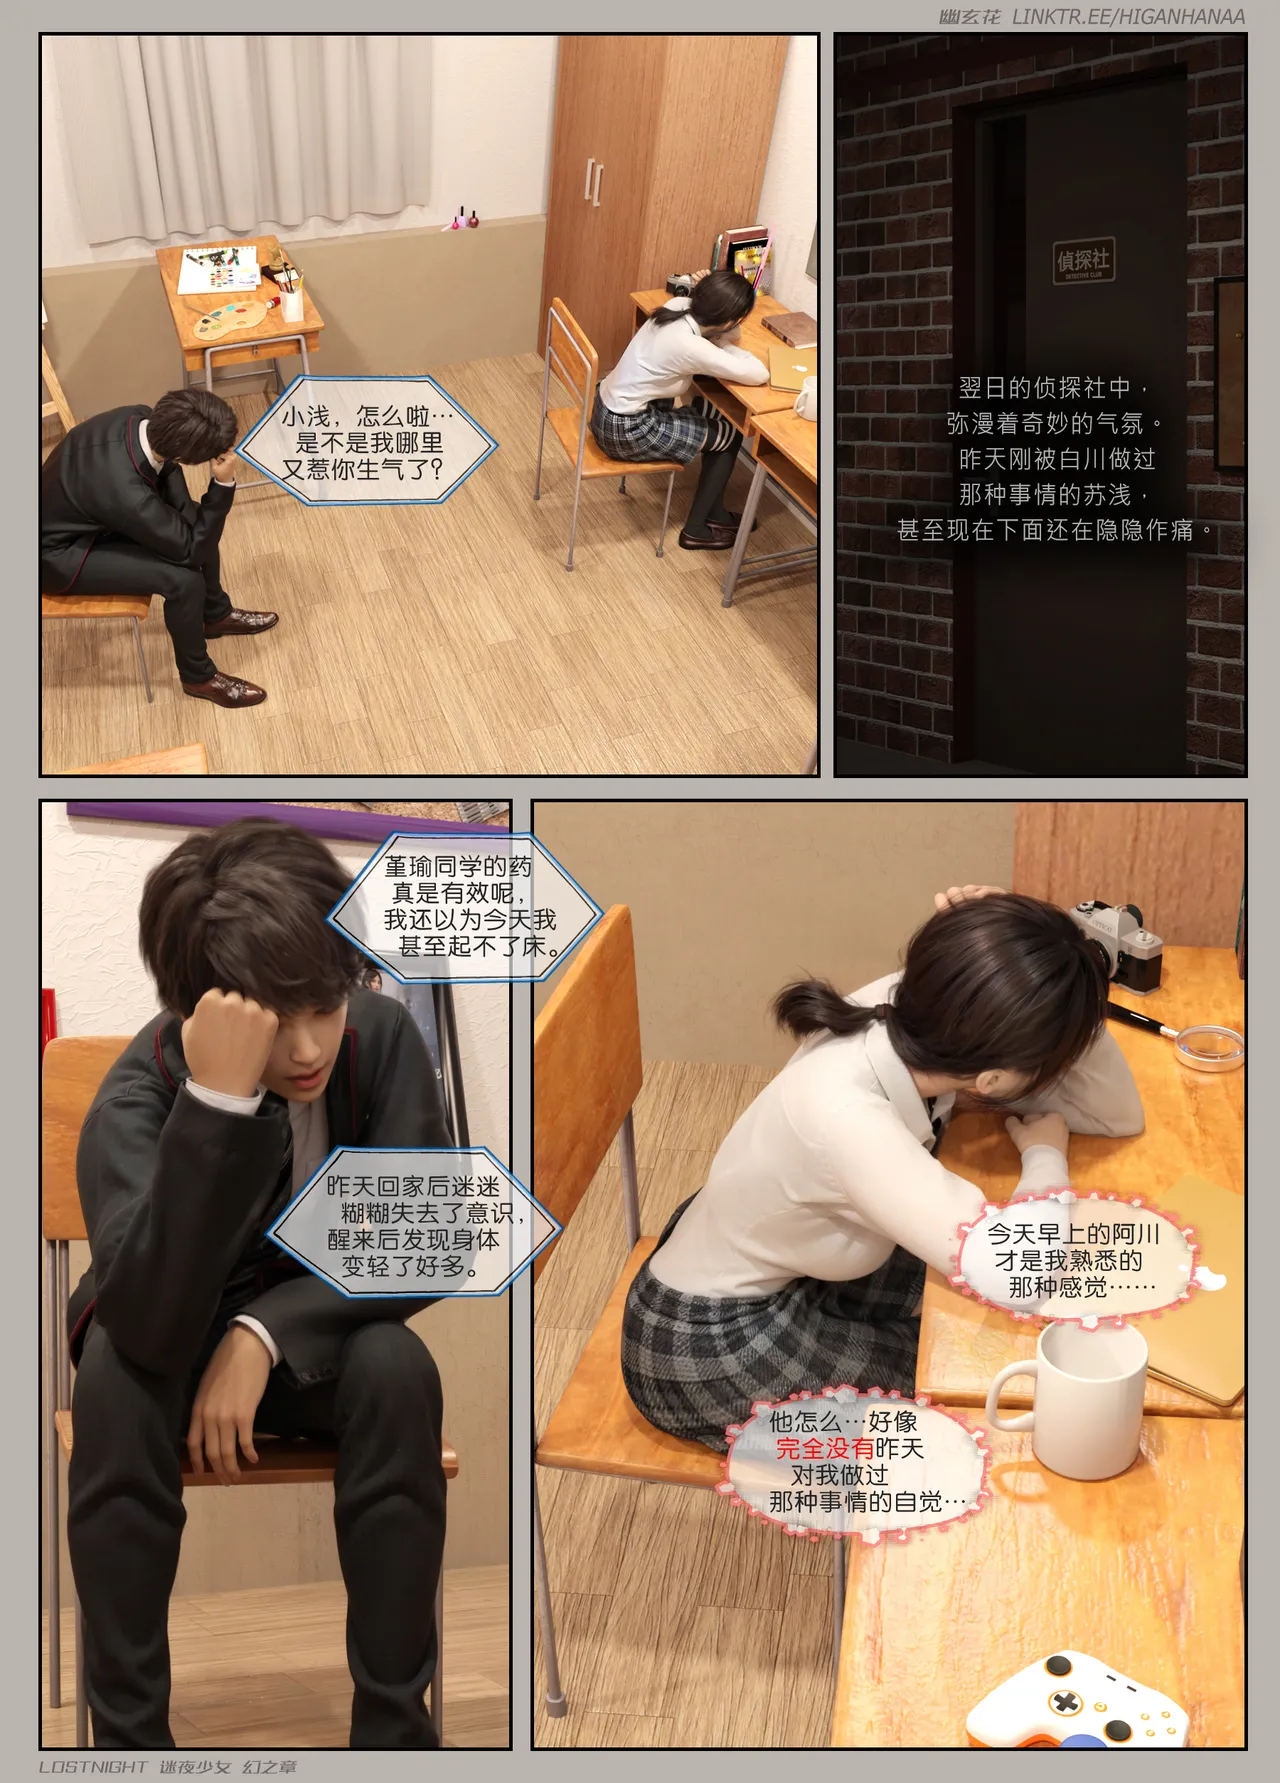 幽玄花 LINKTR.EE/HIGANHANAA
偵探社
DETECTIVE CLUB
翌日的侦探社中，
弥漫着奇妙的气氛。
昨天刚被白川做过
那种事情的苏浅，
甚至现在下面还在隐隐作痛。
小浅，怎么啦…
是不是我哪里
又惹你生气了？
堇瑜同学的药
真是有效呢，
我还以为今天我
甚至起不了床。
昨天回家后迷迷
糊糊失去了意识，
醒来后发现身体
变轻了好多。
今天早上的阿川
才是我熟悉的
那种感觉……
他怎么…好像
完全没有昨天
对我做过
那种事情的自觉…
LOSTNIGHT 迷夜少女 幻之章